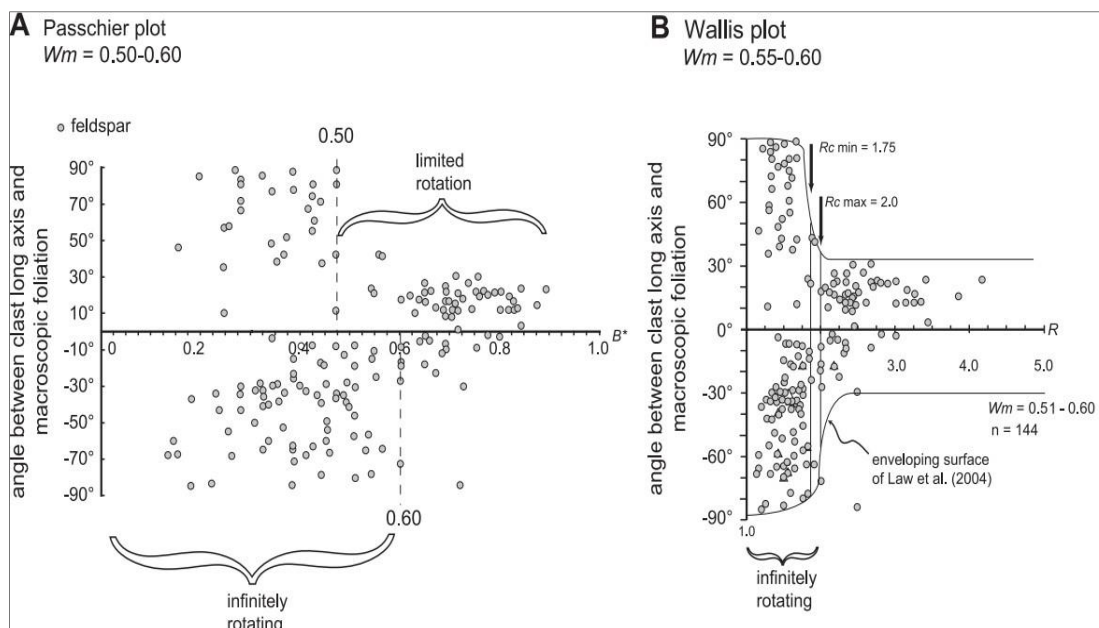 A Passchier plot
Wm = 0.50-0.60
feldspar
0.50
limited
rotation
angle between clast long axis and
macroscopic foliation
90°
70°
50°
30°
10°
-10°
-30°
-50°
-70°
-90°
0.0
0.2
0.4
0.6
0.8
1.0
B*
0.60
infinitely
rotating
B Wallis plot
Wm = 0.55-0.60
Rc min = 1.75
Rc max = 2.0
angle between clast long axis and
macroscopic foliation
90°
60°
30°
0°
-30°
-60°
-90°
1.0
3.0
4.0
5.0
R
Wm = 0.51 - 0.60
n = 144
enveloping surface
of Law et al. (2004)
infinitely
rotating